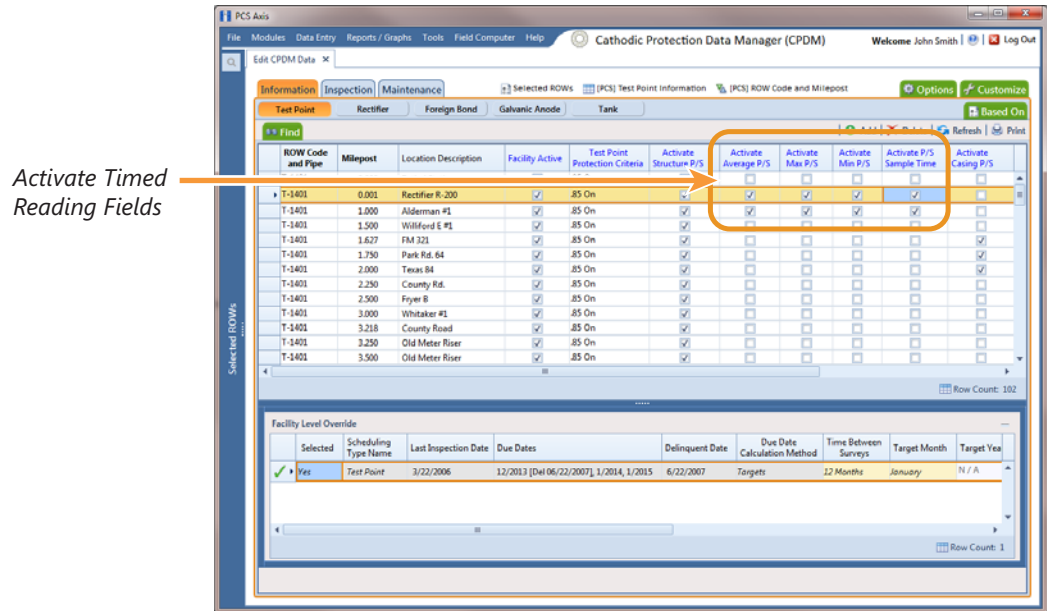 PCS Axis
File Modules Data Entry Reports / Graphs Tools Field Computer Help Cathodic Protection Data Manager (CPDM) Welcome John Smith | Log Out
Edit CPDM Data
Information Inspection Maintenance Selected ROWs [PCS] Test Point Information [PCS] ROW Code and Milepost Options Customize
Test Point Rectifier Foreign Bond Galvanic Anode Tank Based On
Find Refresh | Print
ROW Code and Pipe Milepost Location Description Facility Active Test Point Protection Criteria Activate Structure P/S Activate Average P/S Activate Max P/S Activate Min P/S Activate P/S Sample Time Activate Casing P/S
Activate Timed
Reading Fields
T-1401 0.001 Rectifier R-200 .85 On
T-1401 1.000 Alderman #1 .85 On
T-1401 1.500 Williford E #1 .85 On
T-1401 1.627 FM 321 .85 On
T-1401 1.750 Park Rd. 64 .85 On
T-1401 2.000 Texas 84 .85 On
T-1401 2.250 County Rd. .85 On
T-1401 2.500 Fryer B .85 On
T-1401 3.000 Whitaker #1 .85 On
T-1401 3.218 County Road .85 On
T-1401 3.250 Old Meter Riser .85 On
T-1401 3.500 Old Meter Riser .85 On
Selected ROWs
Row Count: 102
Facility Level Override
Selected Scheduling Type Name Last Inspection Date Due Dates Delinquent Date Due Date Calculation Method Time Between Surveys Target Month Target Yea
Yes Test Point 3/22/2006 12/2013 [Del 06/22/2007], 1/2014, 1/2015 6/22/2007 Targets 12 Months January N / A
Row Count: 1